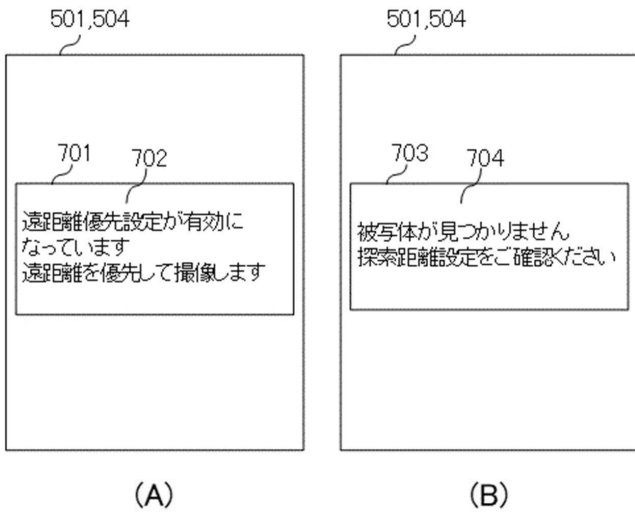 501,504
501,504
701
702
703
704
遠距離優先設定が有効に
なっています
遠距離を優先して撮像します
被写体が見つかりません
探索距離設定をご確認ください
(A)
(B)